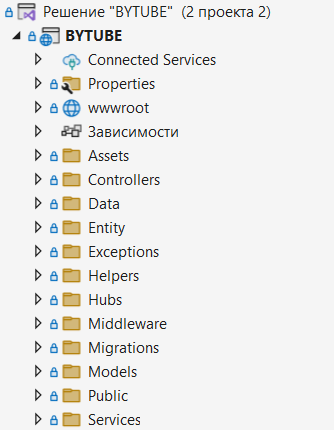 Решение "BYTUBE" (2 проекта 2)
BYTUBE
Connected Services
Properties
wwwroot
Зависимости
Assets
Controllers
Data
Entity
Exceptions
Helpers
Hubs
Middleware
Migrations
Models
Public
Services